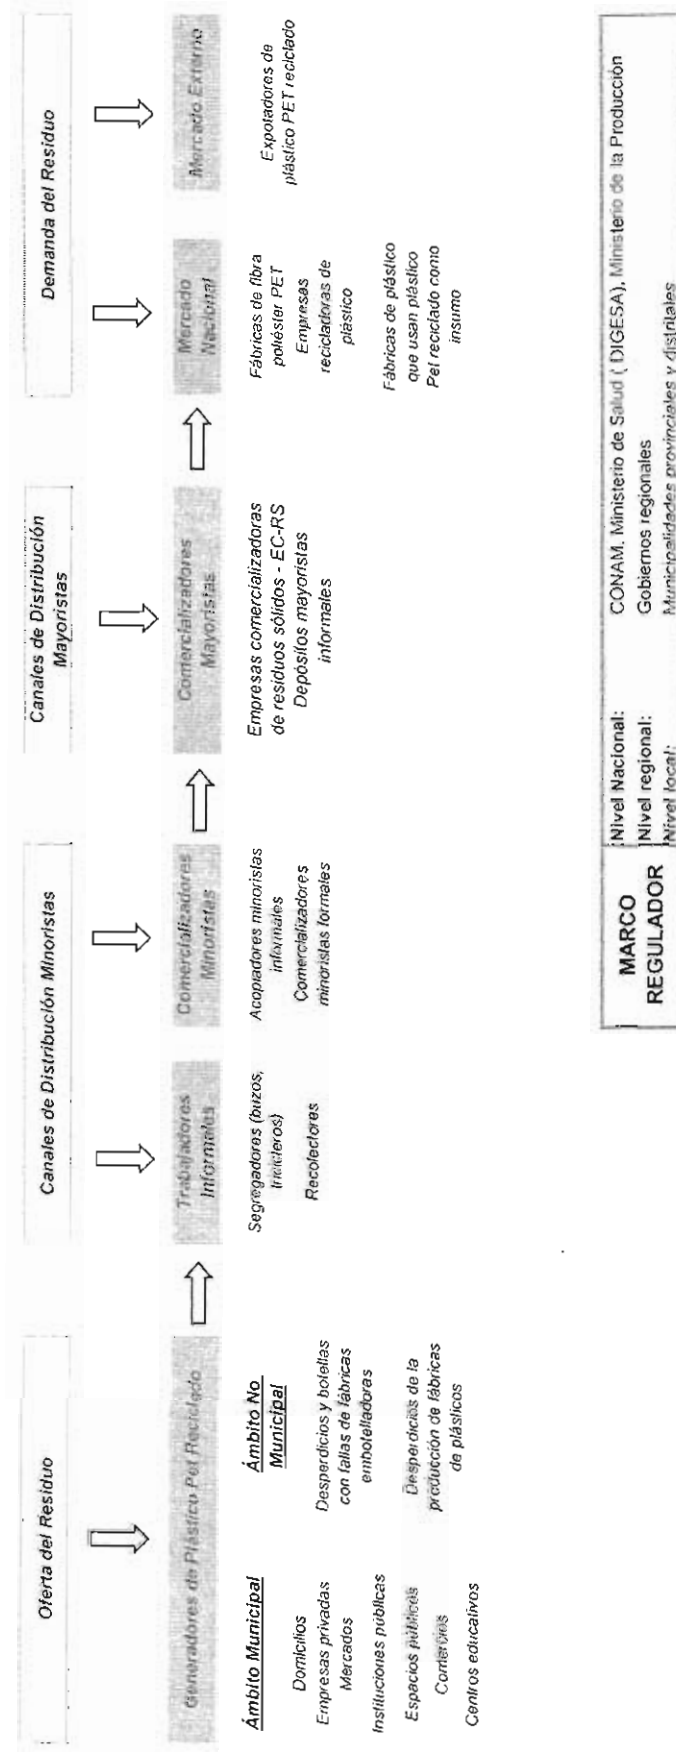 Oferta del Residuo
Canales de Distribución Minoristas
Canales de Distribución
Mayoristas
Demanda del Residuo
Generadores de Plástico Pet Reciclado
Trabajadores
Informales
Comercializadores
Minoristas
Comercializadores
Mayoristas
Mercado
Nacional
Mercado Externo
Ámbito Municipal
Domicilios
Empresas privadas
Mercados
Instituciones públicas
Espacios públicos
Comercios
Centros educativos
Ámbito No
Municipal
Desperdicios y botellas
con fallas de fábricas
embotelladoras
Desperdicios de la
producción de fábricas
de plásticos
Segregadores (buzos,
tricicleros)
Recolectores
Acopiadores minoristas
informales
Comercializadores
minoristas formales
Empresas comercializadoras
de residuos sólidos - EC-RS
Depósitos mayoristas
informales
Fábricas de fibra
poliéster PET
Empresas
recicladoras de
plástico
Fábricas de plástico
que usan plástico
Pet reciclado como
insumo
Expotadores de
plástico PET reciclado
MARCO
REGULADOR
Nivel Nacional: CONAM, Ministerio de Salud ( DIGESA), Ministerio de la Producción
Nivel regional: Gobiernos regionales
Nivel local: Municipalidades provinciales y distritales